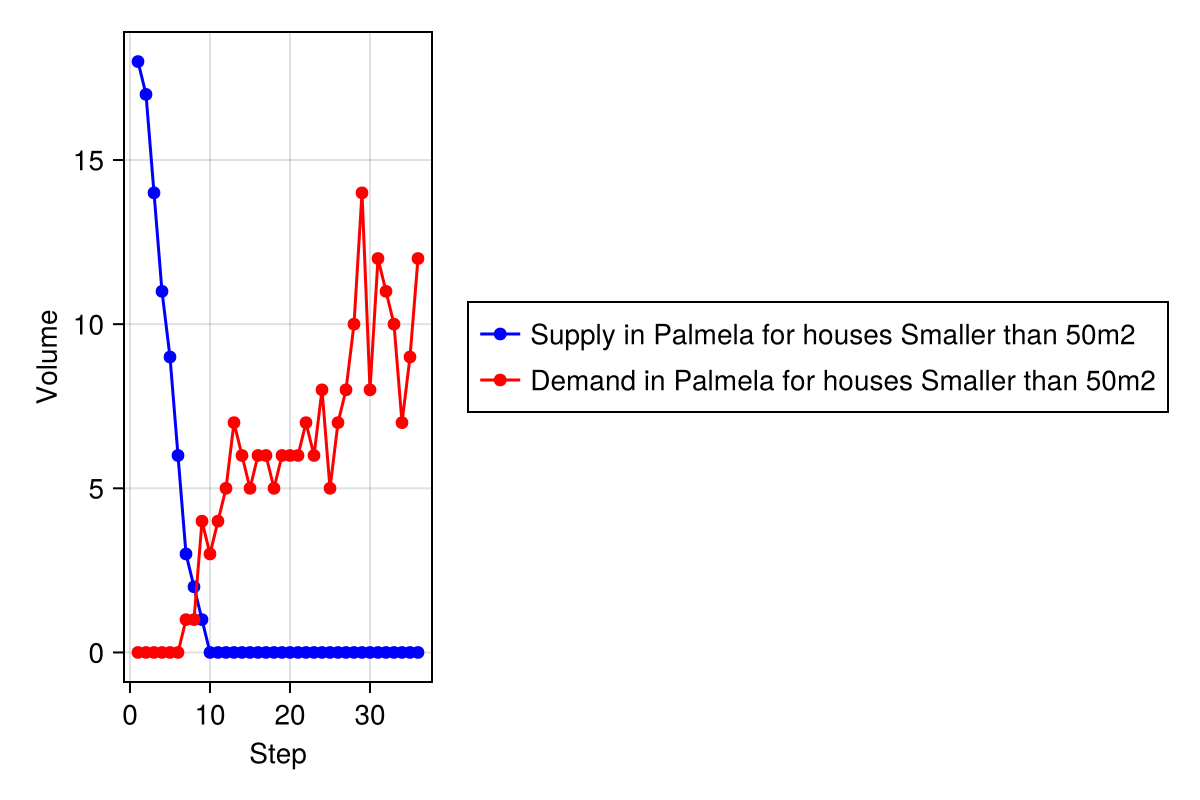 15
10
5
0
Volume
0 10 20 30
Step
Supply in Palmela for houses Smaller than 50m2
Demand in Palmela for houses Smaller than 50m2